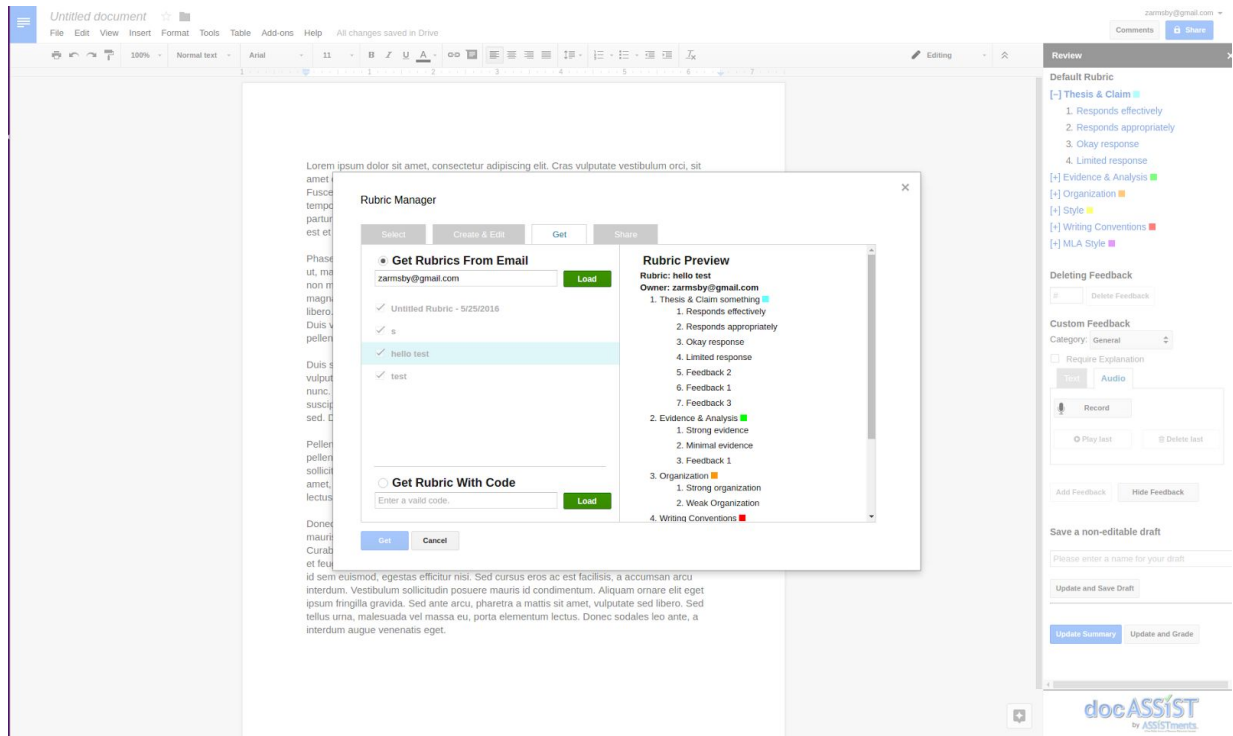 Untitled document
zarmsby@gmail.com
File Edit View Insert Format Tools Table Add-ons Help All changes saved in Drive
Comments Share
100% Normal text Arial 11 B I U A Editing
1 1 2 3 4 5 6 7
Lorem ipsum dolor sit amet, consectetur adipiscing elit. Cras vulputate vestibulum orci, sit
amet
Fusce
tempo
partur
est et
Phase
ut, ma
non m
magn
libero.
Duis v
pellen
Duis s
vulput
nunc.
suscip
sed. D
Pellen
pellen
sollicit
amet,
lectus
Donec
mauris
Curab
et feu
id sem euismod, egestas efficitur nisi. Sed cursus eros ac est facilisis, a accumsan arcu
interdum. Vestibulum sollicitudin posuere mauris id condimentum. Aliquam ornare elit eget
ipsum fringilla gravida. Sed ante arcu, pharetra a mattis sit amet, vulputate sed libero. Sed
tellus urna, malesuada vel massa eu, porta elementum lectus. Donec sodales leo ante, a
interdum augue venenatis eget.
Rubric Manager
Select Create & Edit Get Share
Get Rubrics From Email
zarmsby@gmail.com Load
Untitled Rubric - 5/25/2016
s
hello test
test
Get Rubric With Code
Enter a valid code. Load
Get Cancel
Rubric Preview
Rubric: hello test
Owner: zarmsby@gmail.com
1. Thesis & Claim something
1. Responds effectively
2. Responds appropriately
3. Okay response
4. Limited response
5. Feedback 2
6. Feedback 1
7. Feedback 3
2. Evidence & Analysis
1. Strong evidence
2. Minimal evidence
3. Feedback 1
3. Organization
1. Strong organization
2. Weak Organization
4. Writing Conventions
Review
Default Rubric
[–] Thesis & Claim
1. Responds effectively
2. Responds appropriately
3. Okay response
4. Limited response
[+] Evidence & Analysis
[+] Organization
[+] Style
[+] Writing Conventions
[+] MLA Style
Deleting Feedback
# Delete Feedback
Custom Feedback
Category: General
Require Explanation
Text Audio
Record
Play last Delete last
Add Feedback Hide Feedback
Save a non-editable draft
Please enter a name for your draft
Update and Save Draft
Update Summary Update and Grade
docASSiST
by ASSiSTments